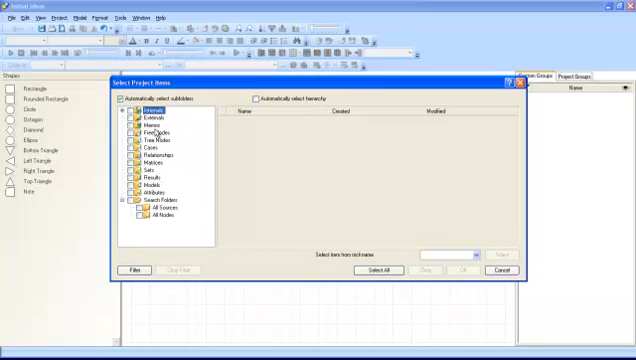 Initial Ideas
File Edit View Project Model Format Tools Window Help
Shapes
Rectangle
Rounded Rectangle
Circle
Octagon
Diamond
Ellipse
Bottom Triangle
Left Triangle
Right Triangle
Top Triangle
Note
Select Project Items
Automatically select subfolders
Automatically select hierarchy
Internals
Externals
Memos
Free Nodes
Tree Nodes
Cases
Relationships
Matrices
Sets
Results
Models
Attributes
Search Folders
All Sources
All Nodes
Name Created Modified
Select item from nickname
Select
Filter Clear Filter Select All Clear OK Cancel
Custom Groups Project Groups
Name